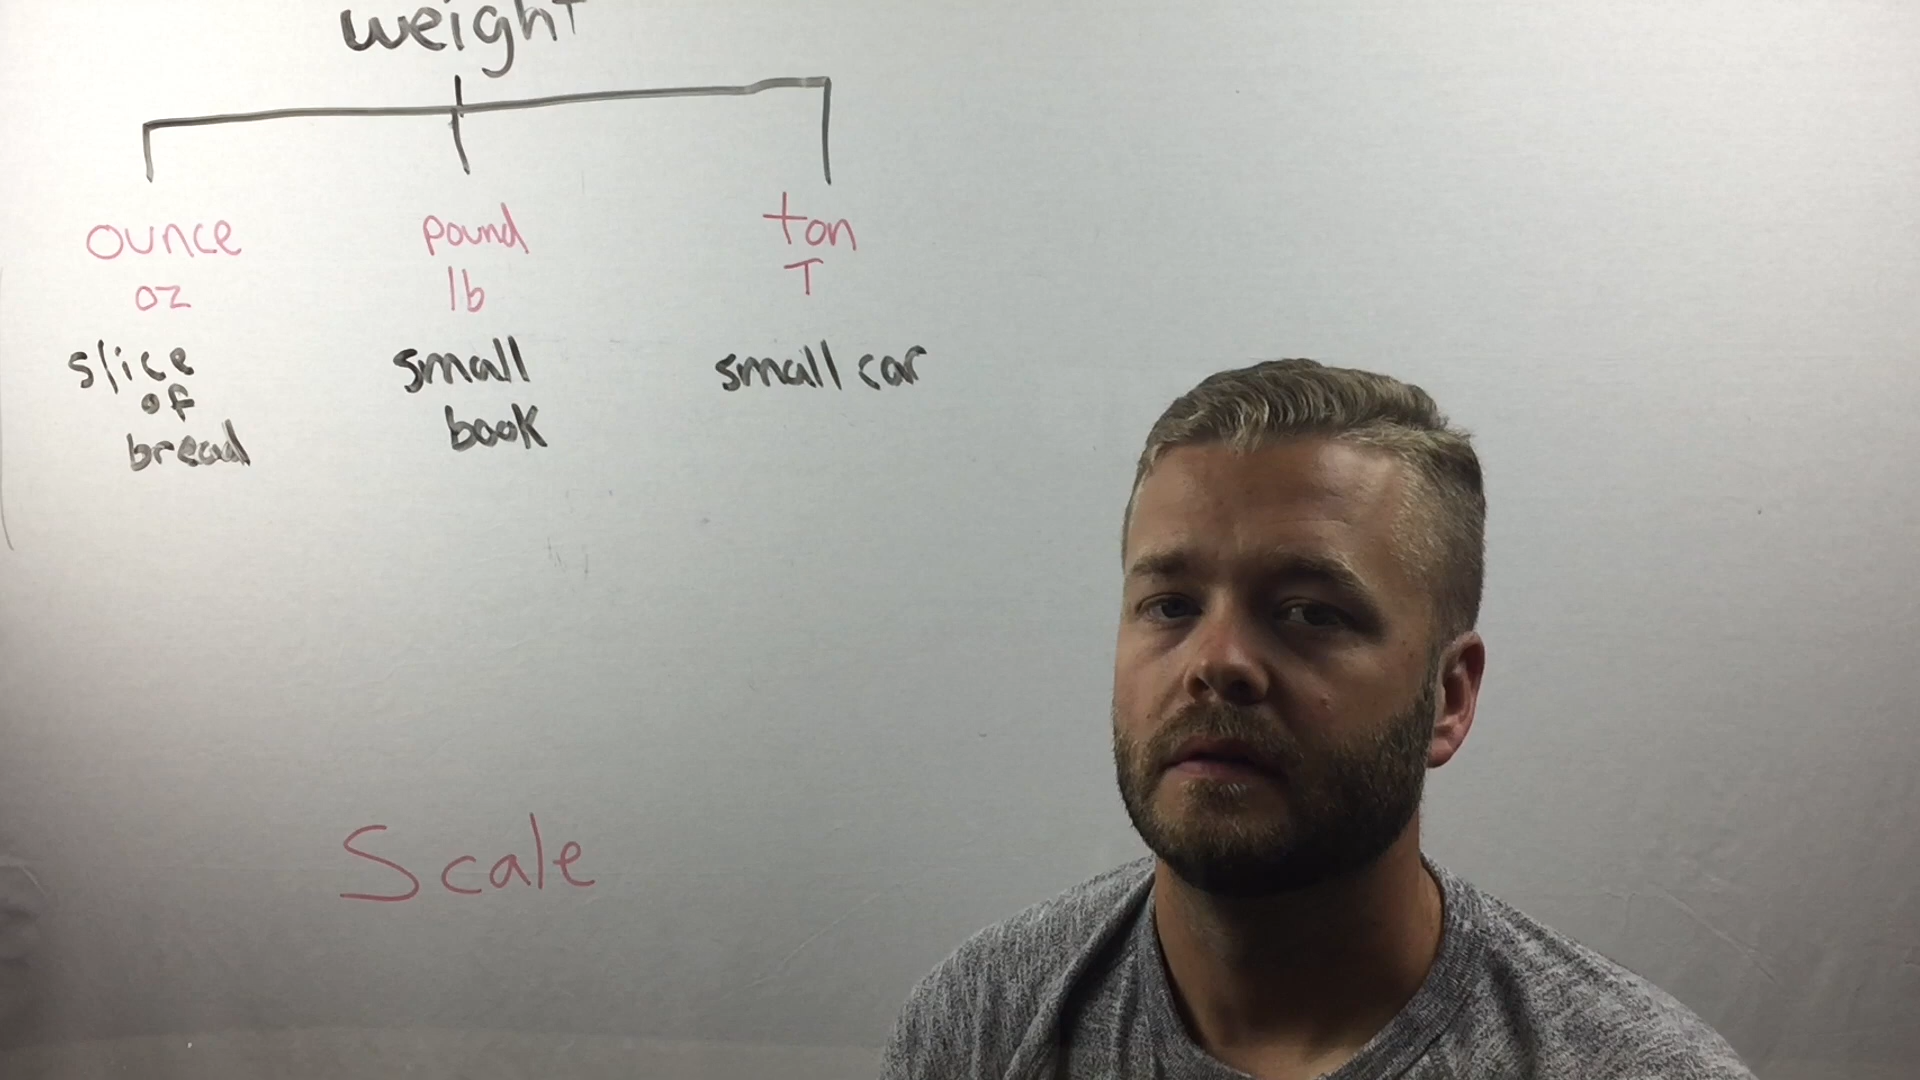 weight
ounce
oz
slice
of
bread
pound
lb
small
book
ton
T
small car
Scale